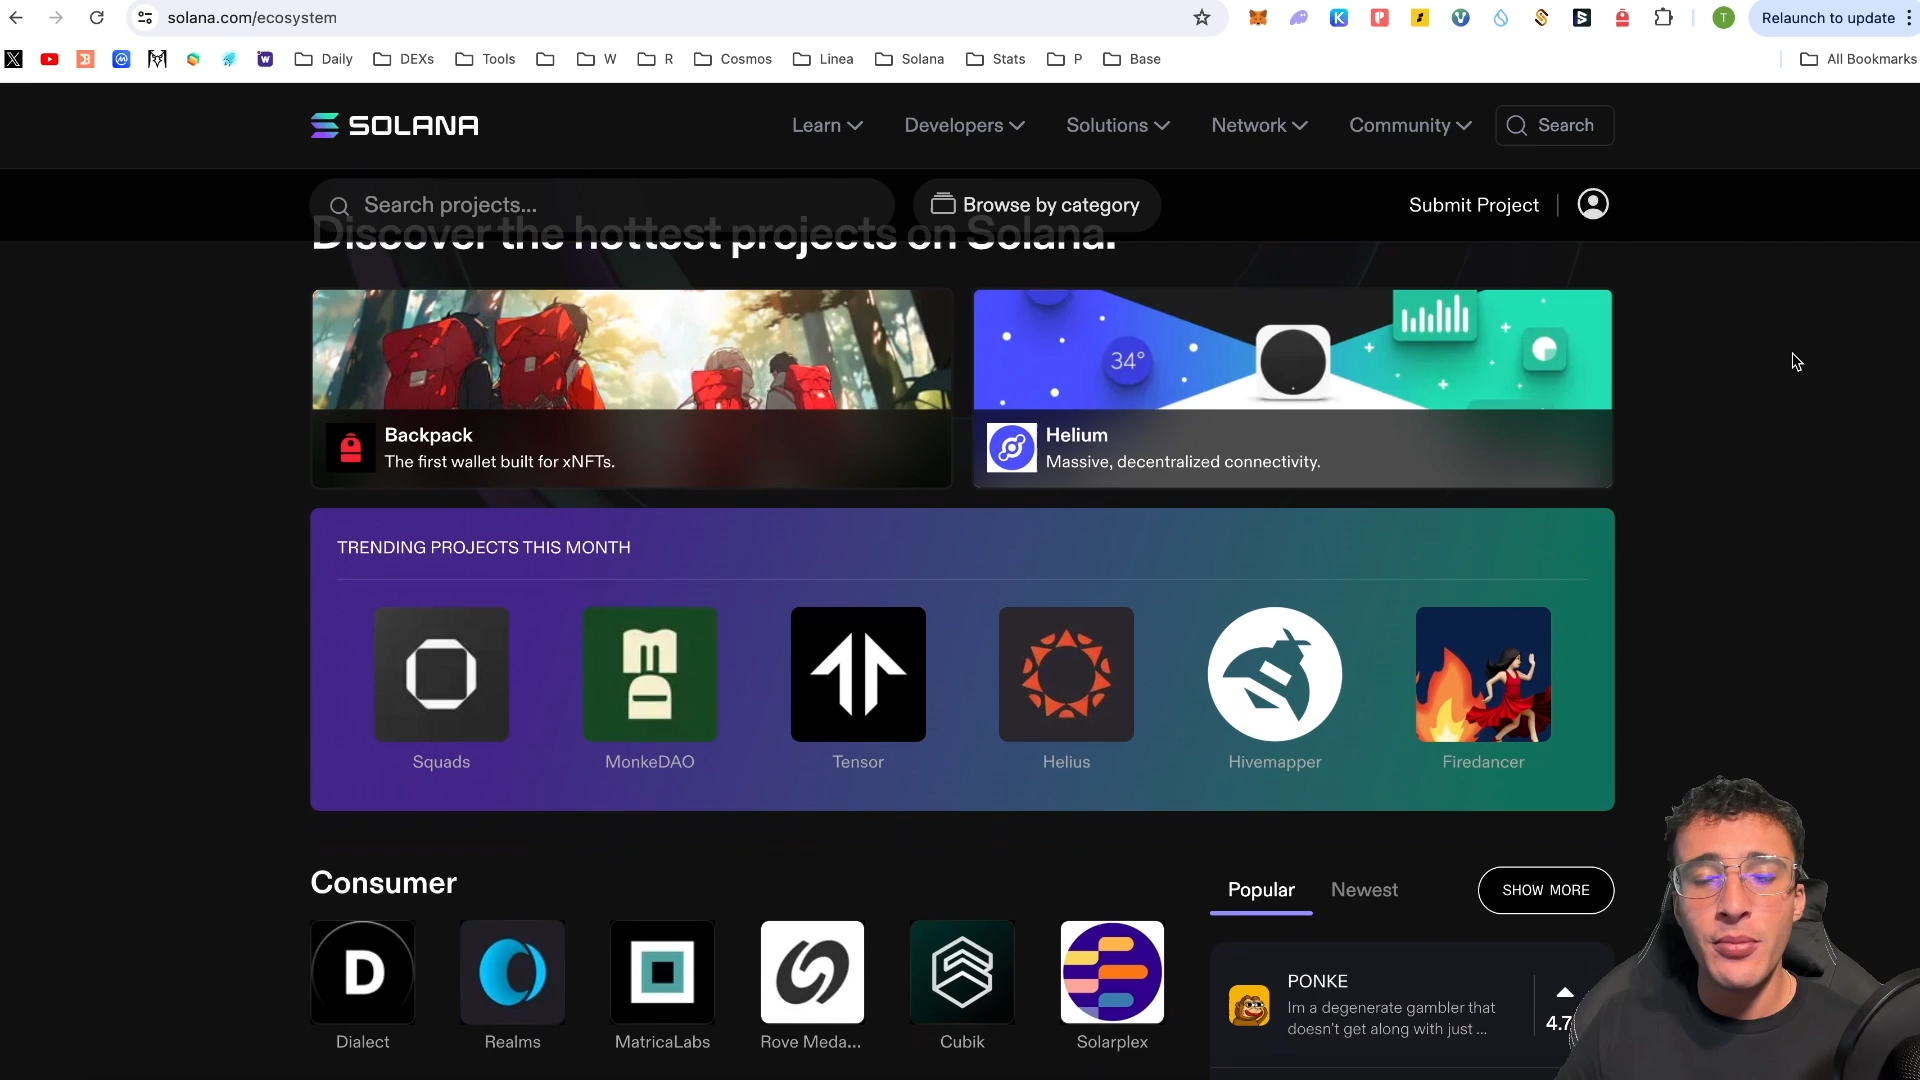 solana.com/ecosystem
T
Relaunch to update
Daily
DEXs
Tools
W
R
Cosmos
Linea
Solana
Stats
P
Base
All Bookmarks
SOLANA
Learn
Developers
Solutions
Network
Community
Search
Search projects...
Browse by category
Submit Project
Discover the hottest projects on Solana.
34°
Backpack
The first wallet built for xNFTs.
Helium
Massive, decentralized connectivity.
TRENDING PROJECTS THIS MONTH
Squads
MonkeDAO
Tensor
Helius
Hivemapper
Firedancer
Consumer
Popular
Newest
SHOW MORE
D
Dialect
Realms
MatricaLabs
Rove Meda...
Cubik
Solarplex
PONKE
Im a degenerate gambler that
doesn't get along with just ...
4.7